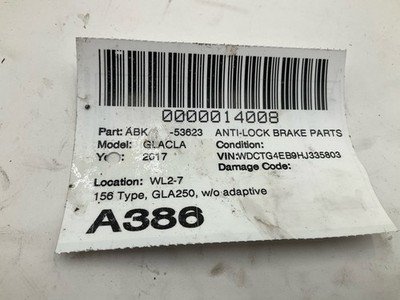 0000014008
Part: ABK -53623 ANTI-LOCK BRAKE PARTS
Model: GLACLA Condition:
Ye : 2017 VIN:WDCTG4EB9HJ335803
Damage Code:
Location: WL2-7
156 Type, GLA250, w/o adaptive
A386